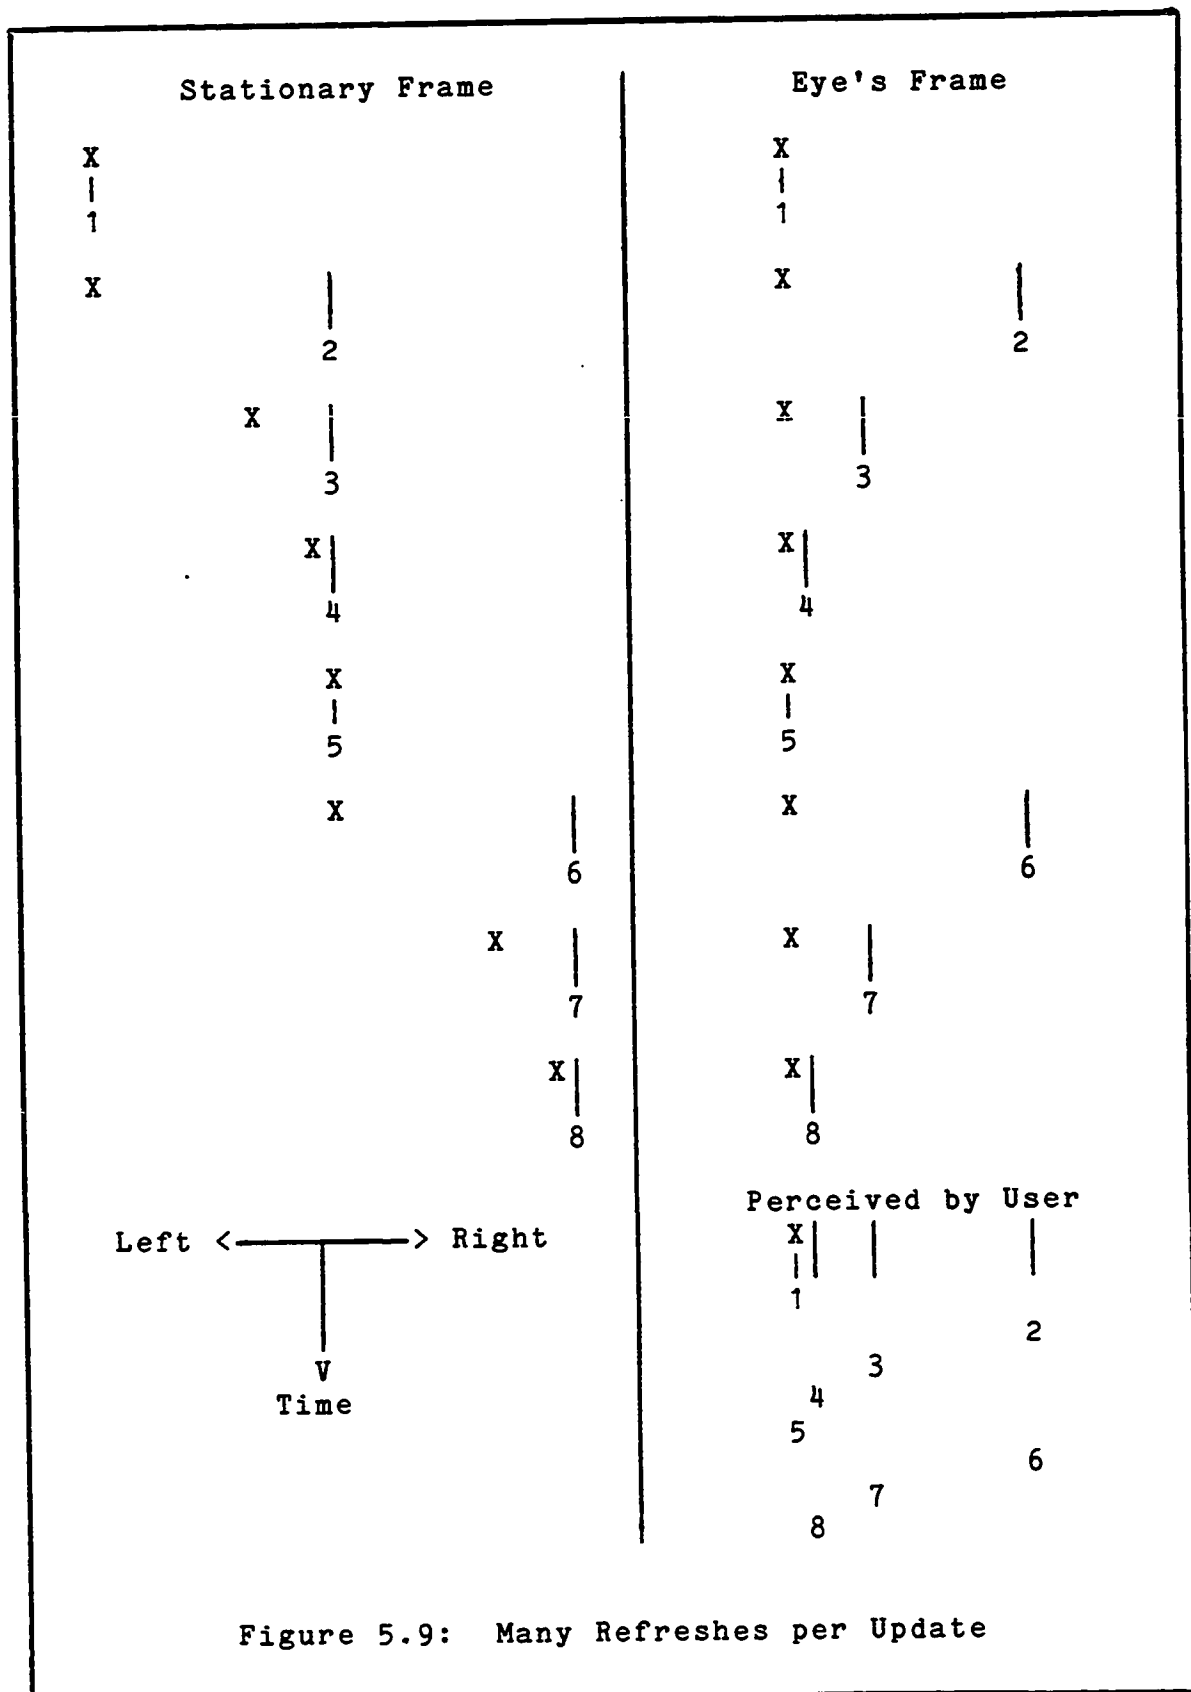 Stationary Frame
X
1
X
2
X
3
X
4
X
5
X
6
X
7
X
8
Left < > Right
V
Time
Eye's Frame
X
1
X
2
X
3
X
4
X
5
X
6
X
7
X
8
Perceived by User
X
1
2
3
4
5
6
7
8
Figure 5.9: Many Refreshes per Update